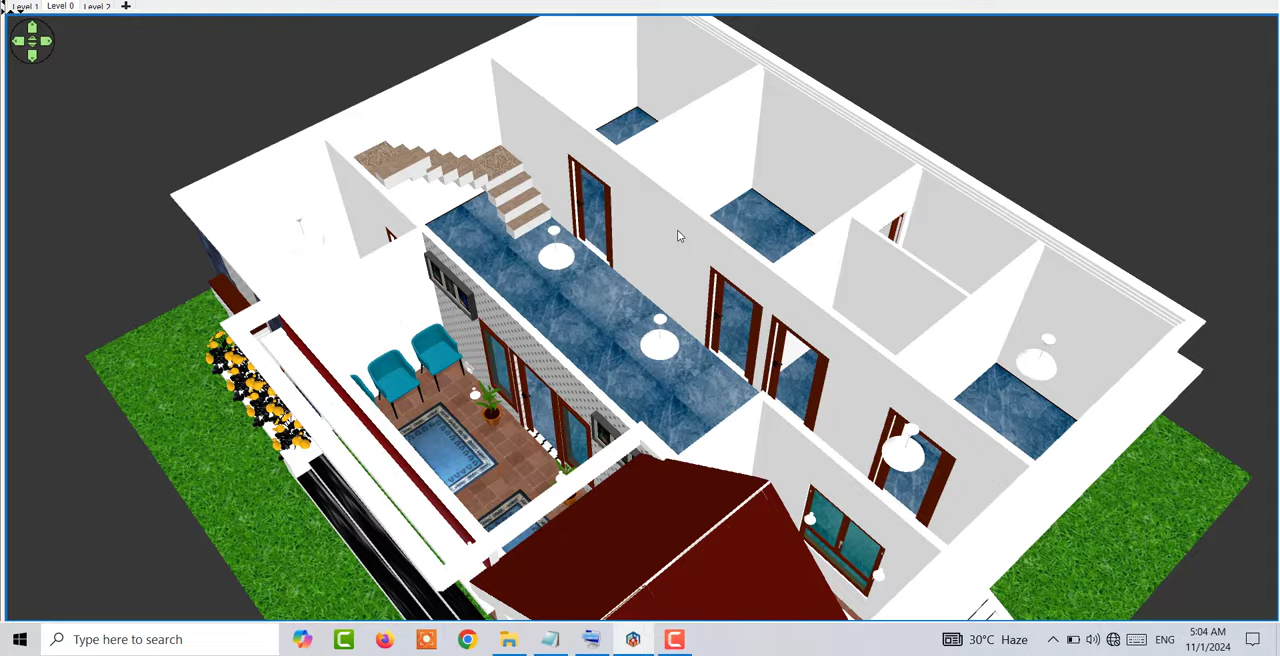 Level 1 Level 0 Level 2
Type here to search
30°C Haze
ENG
5:04 AM
11/1/2024